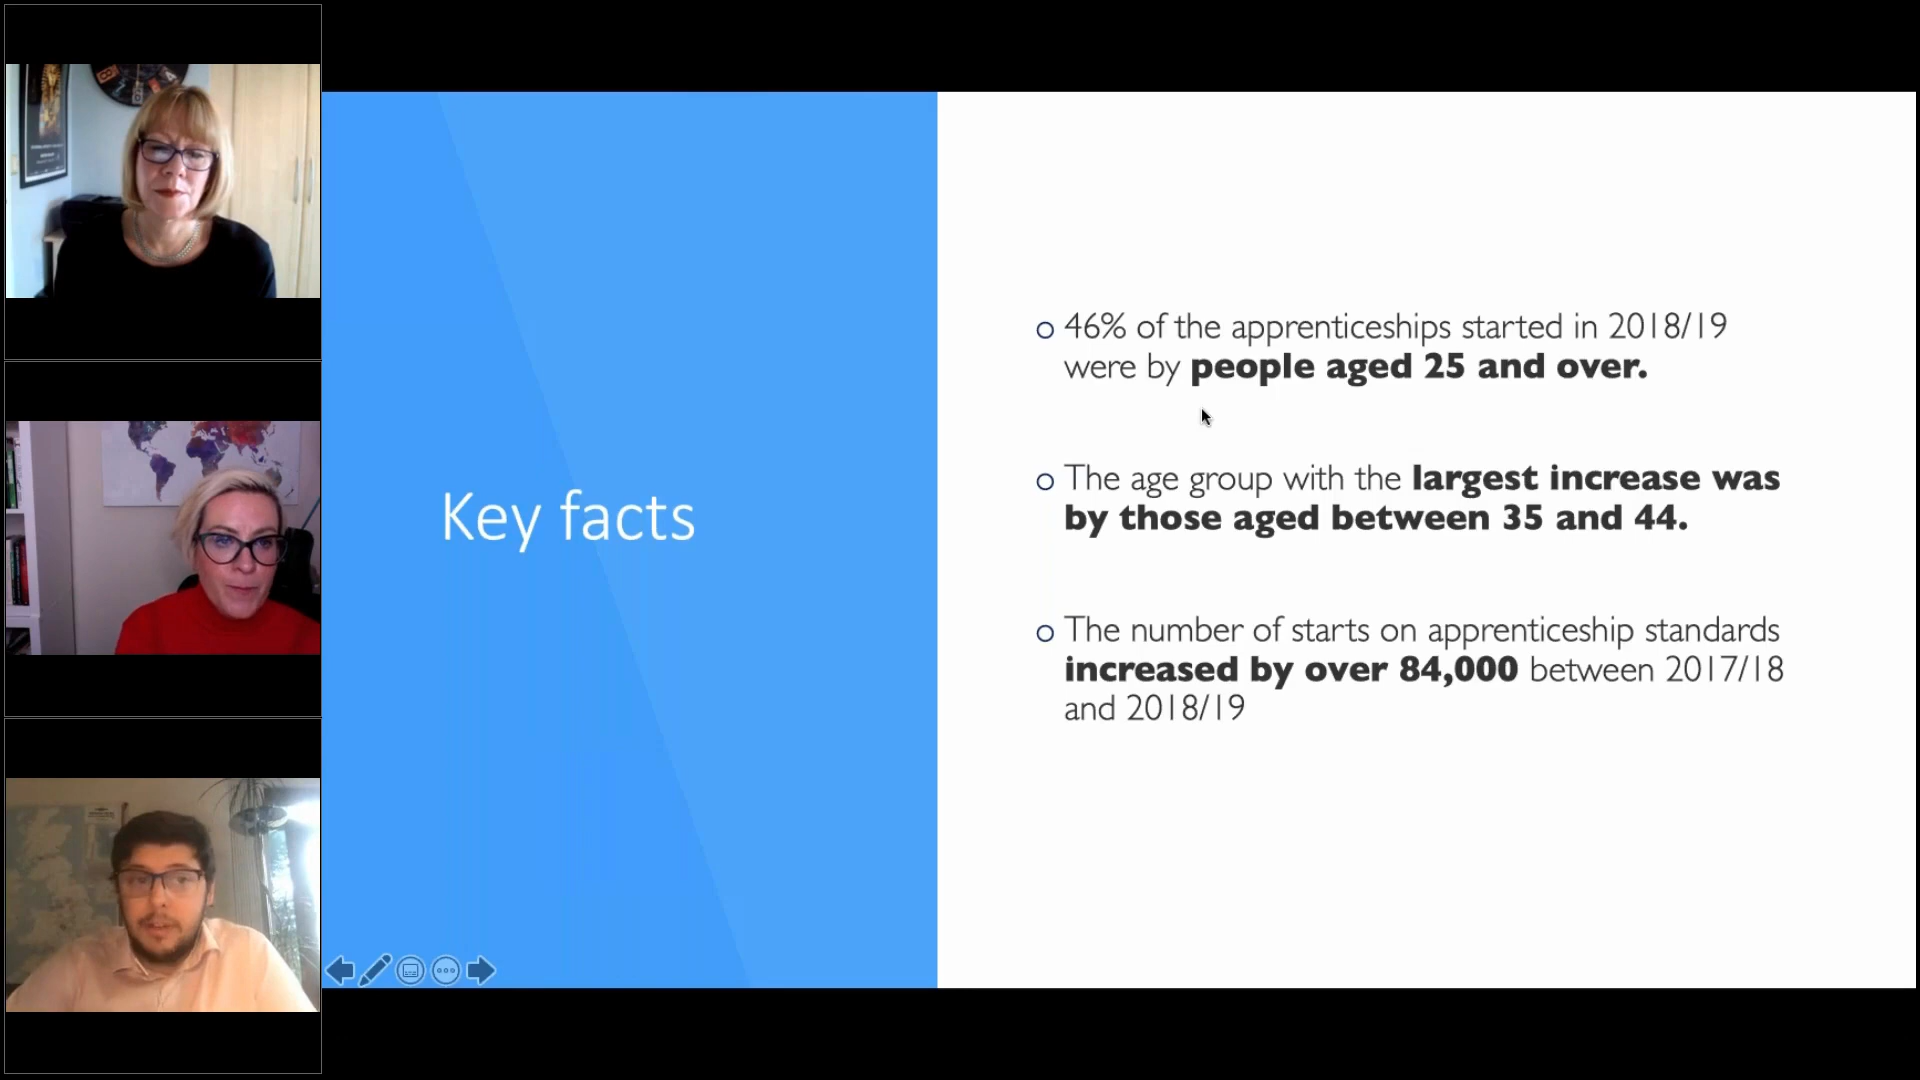 Key facts
46% of the apprenticeships started in 2018/19
were by people aged 25 and over.
The age group with the largest increase was
by those aged between 35 and 44.
The number of starts on apprenticeship standards
increased by over 84,000 between 2017/18
and 2018/19